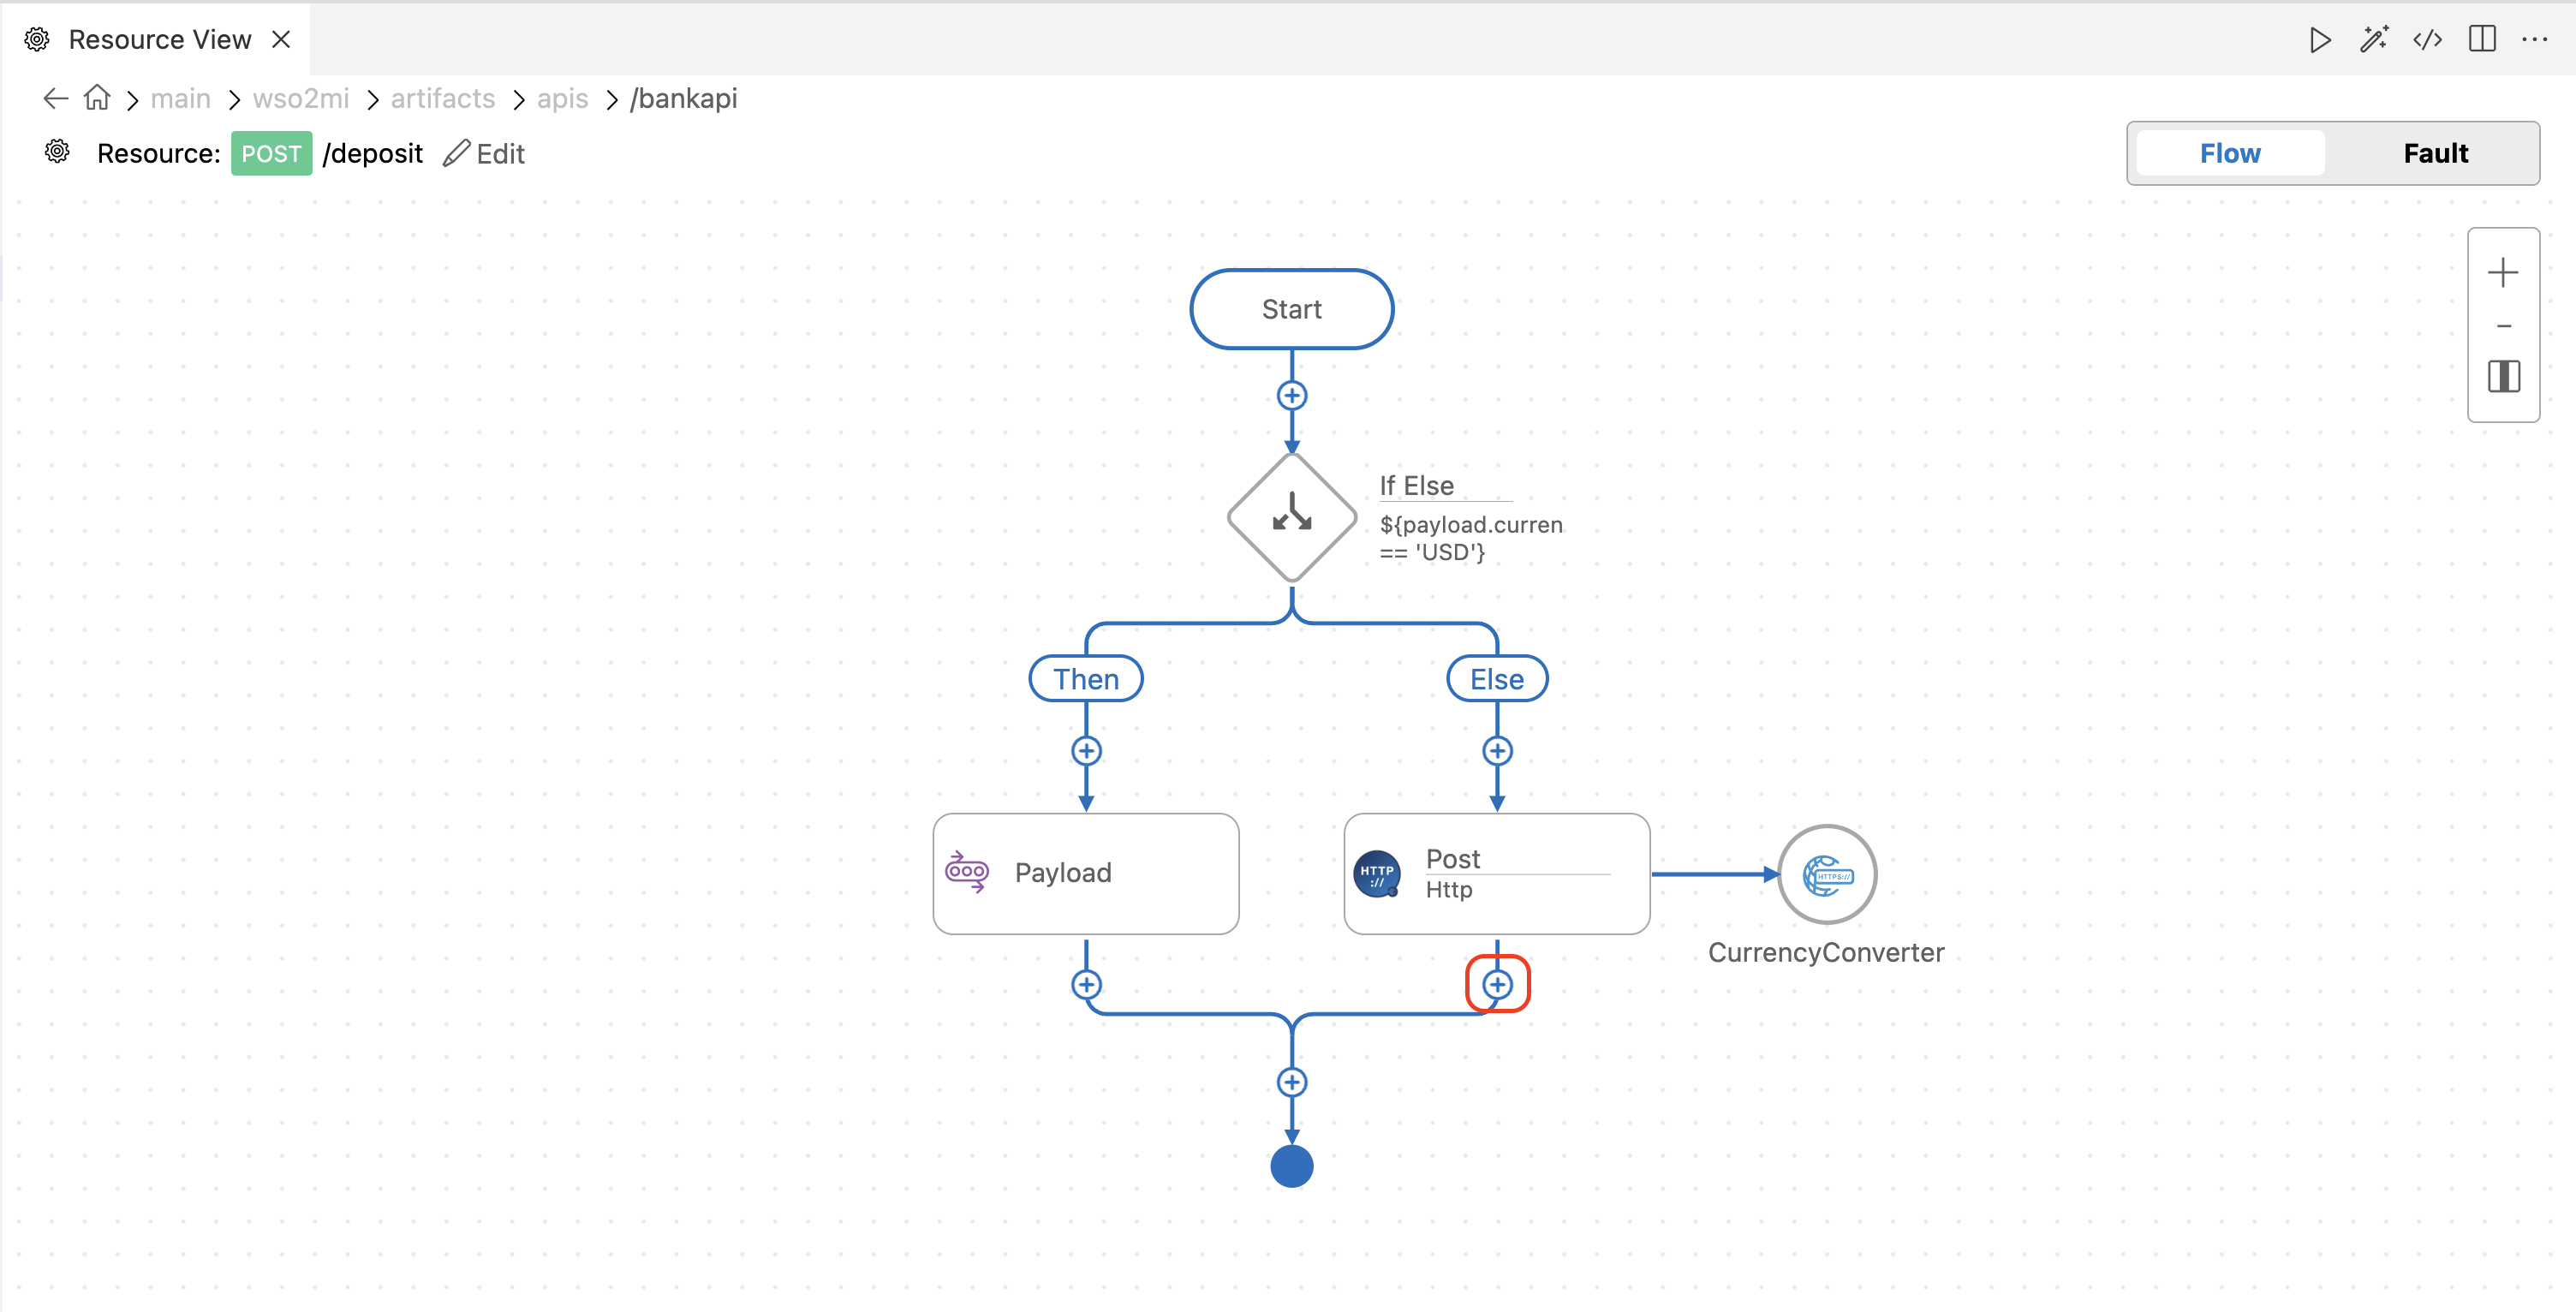 Resource View
main > wso2mi > artifacts > apis > /bankapi
Resource: POST /deposit Edit
Flow Fault
Start
If Else
${payload.curren
== 'USD'}
Then
Else
Payload
HTTP
://
Post
Http
HTTPS://
CurrencyConverter